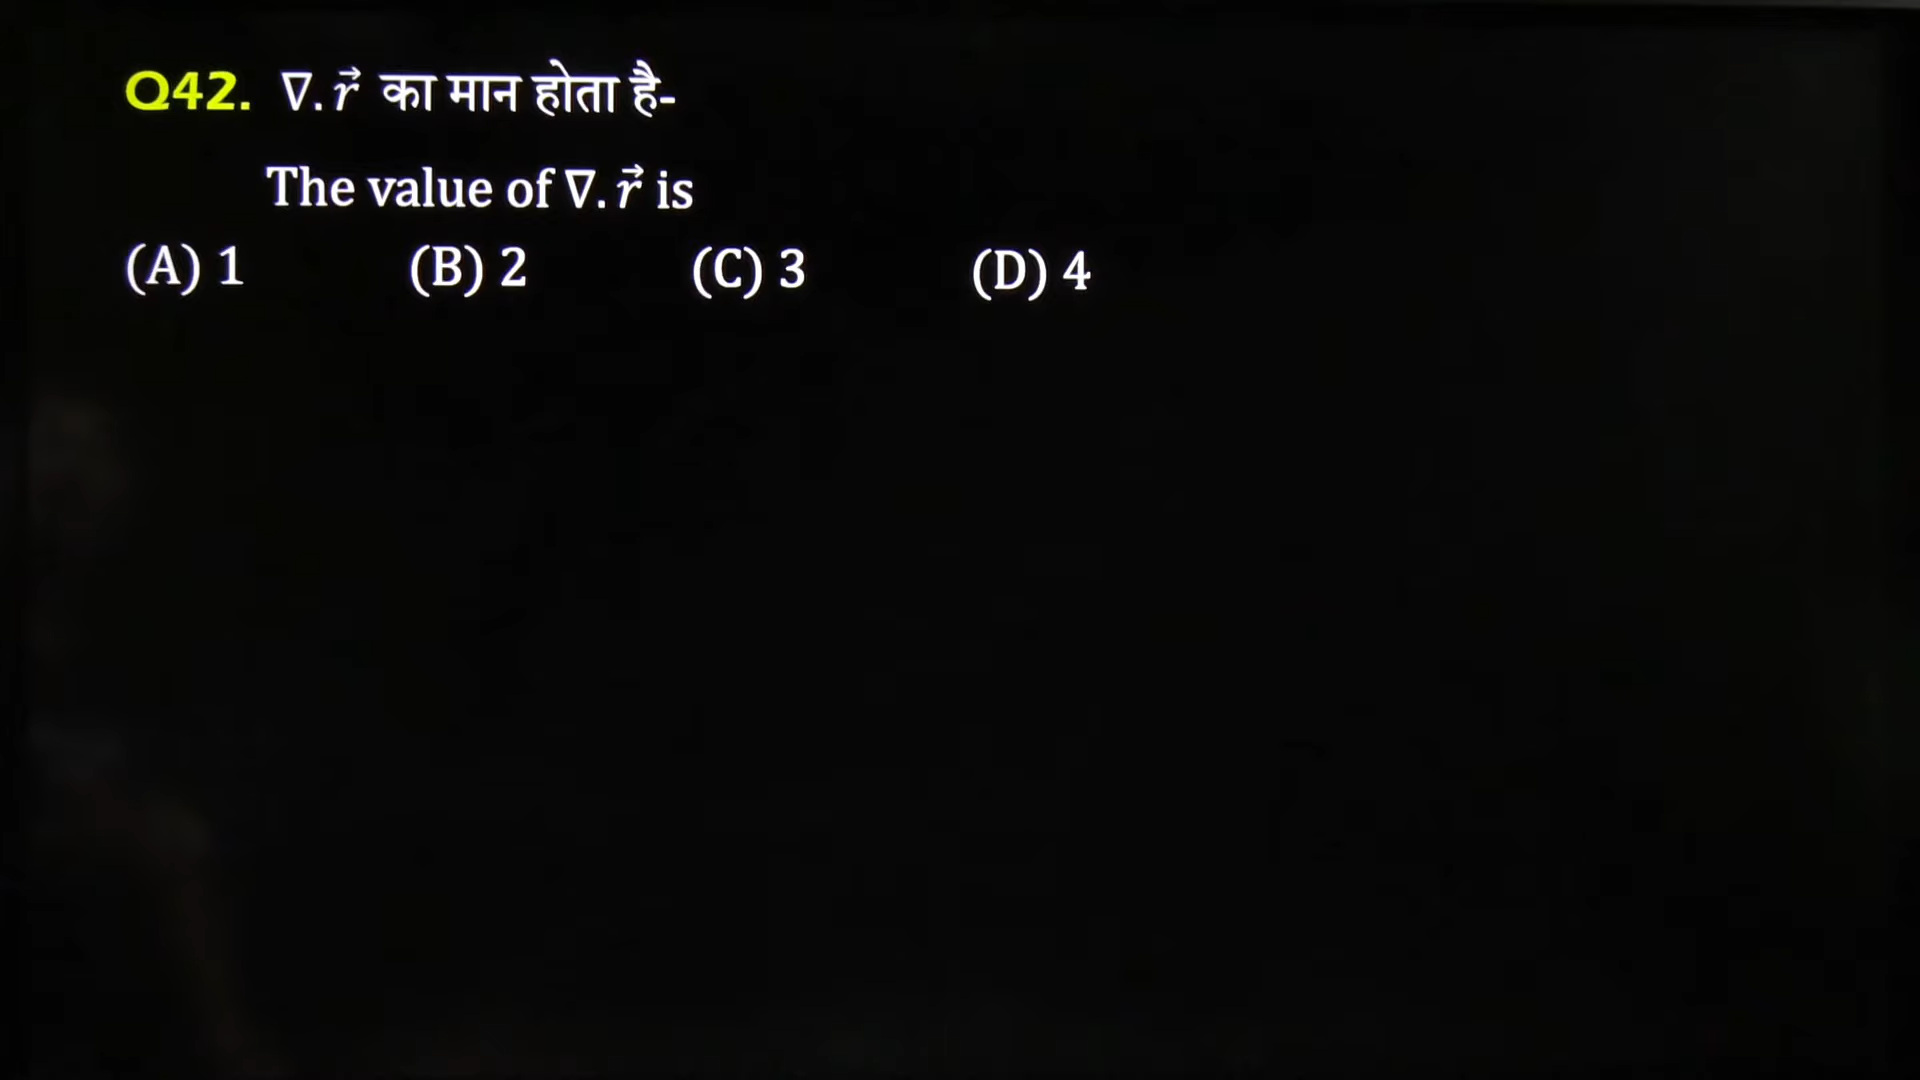 Q42. ∇.r⃗ का मान होता है-
The value of ∇.r⃗ is
(A) 1 (B) 2 (C) 3 (D) 4